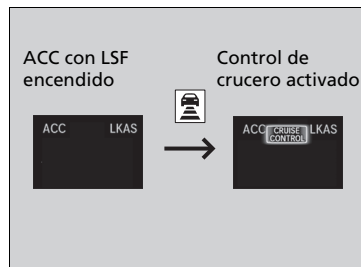 ACC con LSF
encendido
Control de
crucero activado
ACC LKAS
ACC CRUISE CONTROL LKAS